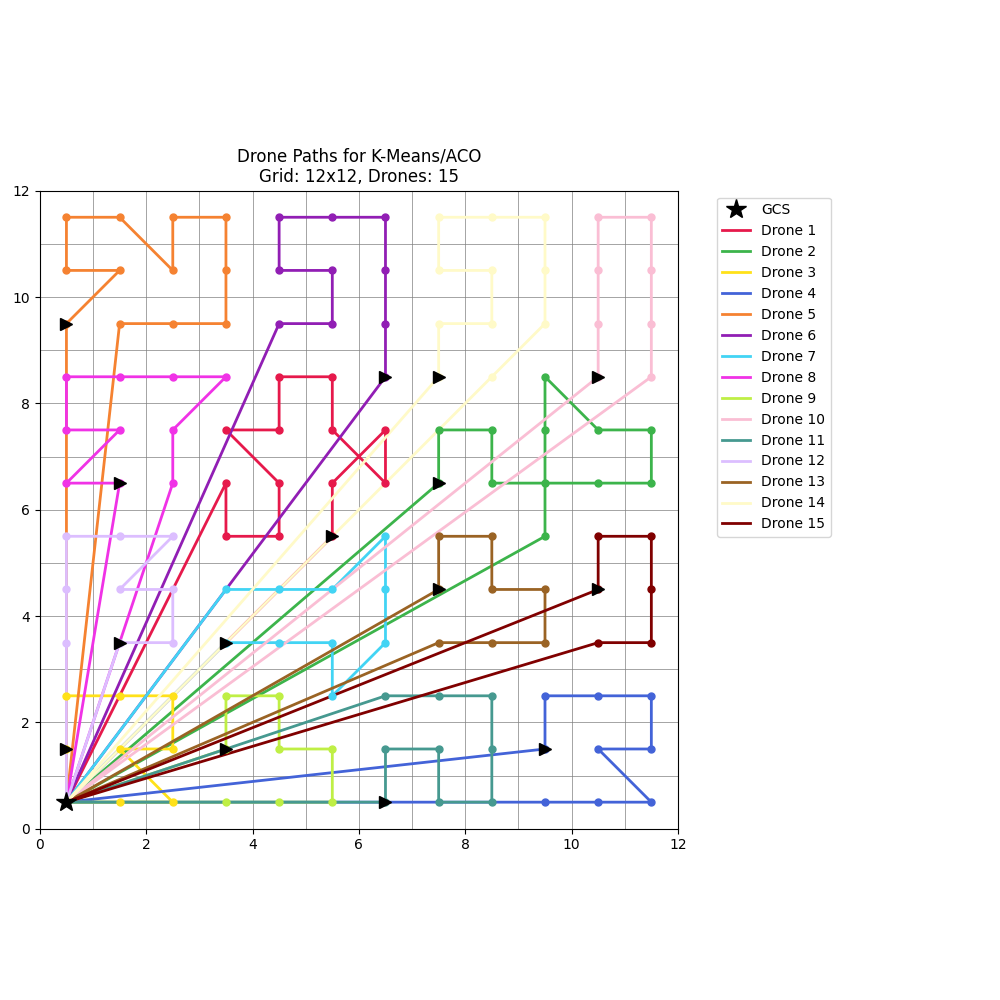 Drone Paths for K-Means/ACO
Grid: 12x12, Drones: 15
12
10
8
6
4
2
0
0 2 4 6 8 10 12
GCS
Drone 1
Drone 2
Drone 3
Drone 4
Drone 5
Drone 6
Drone 7
Drone 8
Drone 9
Drone 10
Drone 11
Drone 12
Drone 13
Drone 14
Drone 15